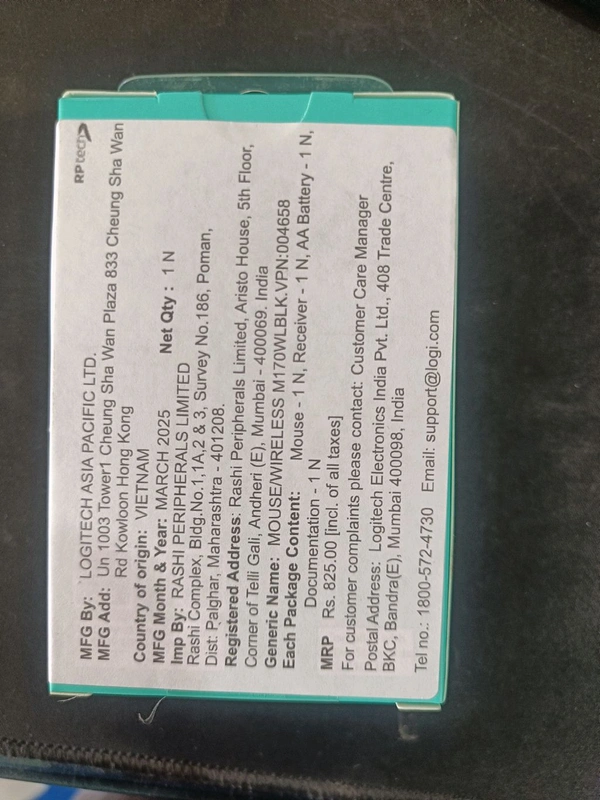 RP tech
MFG By: LOGITECH ASIA PACIFIC LTD.
MFG Add: Un 1003 Tower1 Cheung Sha Wan Plaza 833 Cheung Sha Wan
Rd Kowloon Hong Kong
Country of origin: VIETNAM
MFG Month & Year: MARCH 2025 Net Qty : 1 N
Imp By: RASHI PERIPHERALS LIMITED
Rashi Complex, Bldg.No.1,1A,2 & 3, Survey No.186, Poman,
Dist: Palghar, Maharashtra - 401208.
Registered Address: Rashi Peripherals Limited, Aristo House, 5th Floor,
Corner of Telli Gali, Andheri (E), Mumbai - 400069. India
Generic Name: MOUSE/WIRELESS M170WLBLK.VPN:004658
Each Package Content: Mouse - 1 N, Receiver - 1 N, AA Battery - 1 N,
Documentation - 1 N
MRP Rs. 825.00 [incl. of all taxes]
For customer complaints please contact: Customer Care Manager
Postal Address: Logitech Electronics India Pvt. Ltd., 408 Trade Centre,
BKC, Bandra(E), Mumbai 400098, India
Tel no.: 1800-572-4730 Email: support@logi.com